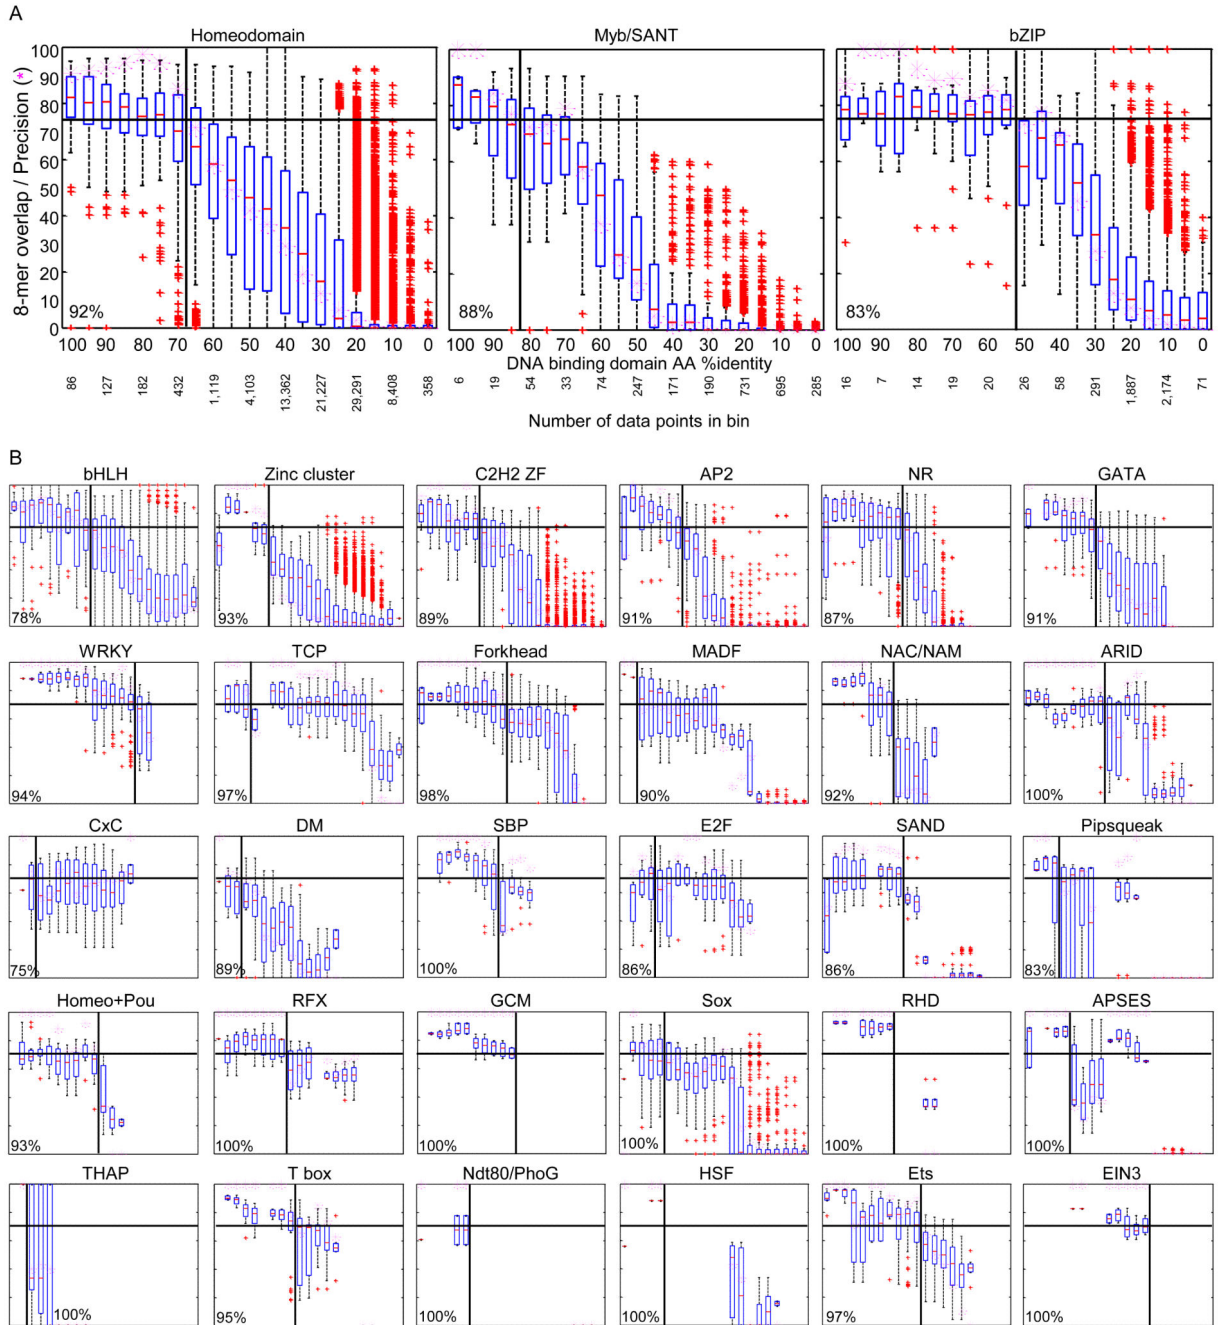 A
Homeodomain Myb/SANT bZIP
8-mer overlap / Precision (*)
100
90
80
70
60
50
40
30
20
10
0
92% 88% 83%
100 90 80 70 60 50 40 30 20 10 0 100 90 80 70 60 50 40 30 20 10 0 100 90 80 70 60 50 40 30 20 10 0
DNA binding domain AA %identity
86 127 182 432 1,119 4,103 13,362 21,227 29,291 8,408 358 6 19 54 33 74 247 171 190 731 695 285 16 7 14 19 20 26 58 291 1,887 2,174 71
Number of data points in bin
B
bHLH Zinc cluster C2H2 ZF AP2 NR GATA
78% 93% 89% 91% 87% 91%
WRKY TCP Forkhead MADF NAC/NAM ARID
94% 97% 98% 90% 92% 100%
CxC DM SBP E2F SAND Pipsqueak
75% 89% 100% 86% 86% 83%
Homeo+Pou RFX GCM Sox RHD APSES
93% 100% 100% 100% 100% 100%
THAP T box Ndt80/PhoG HSF Ets EIN3
100% 95% 100% 100% 97% 100%